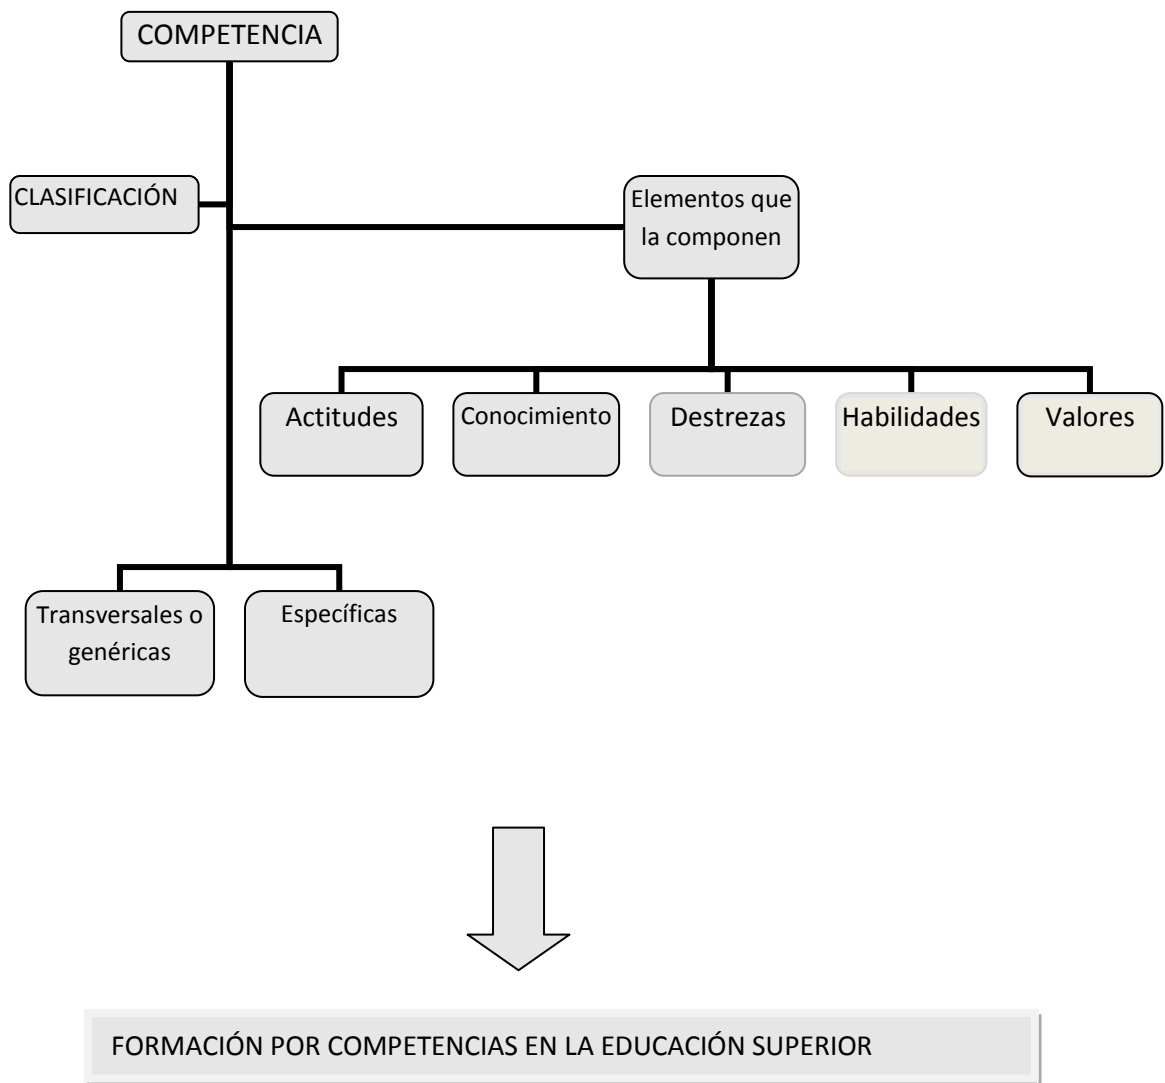 COMPETENCIA
CLASIFICACIÓN
Elementos que
la componen
Actitudes
Conocimiento
Destrezas
Habilidades
Valores
Transversales o
genéricas
Específicas
FORMACIÓN POR COMPETENCIAS EN LA EDUCACIÓN SUPERIOR